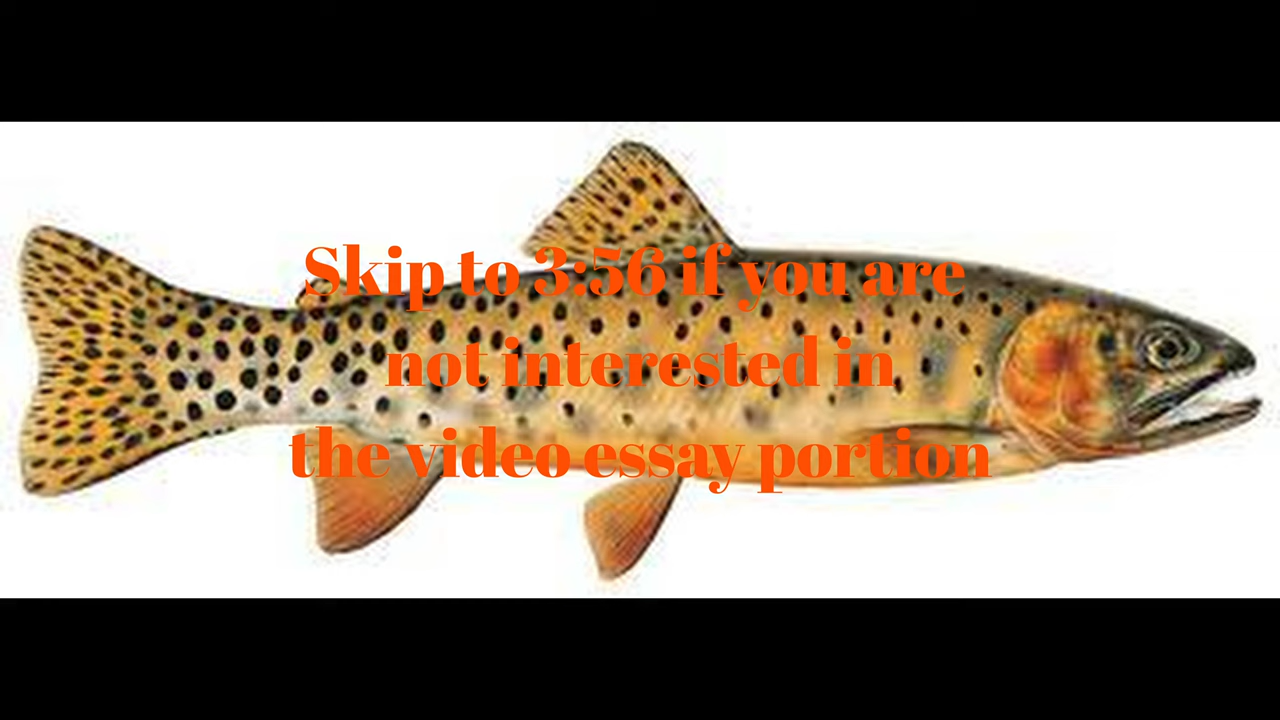 Skip to 3:56 if you are
not interested in
the video essay portion